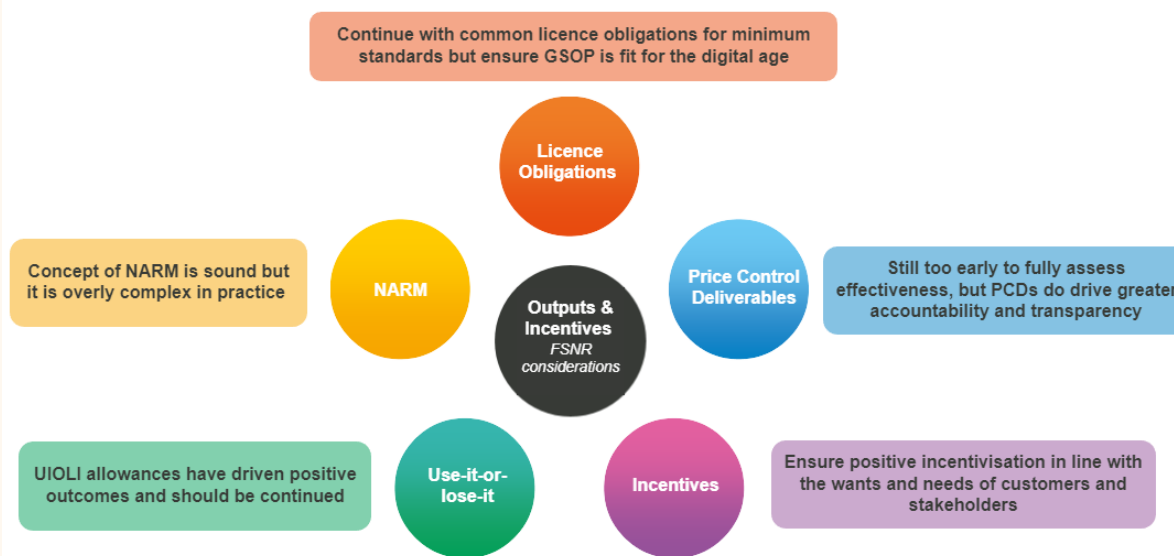 Continue with common licence obligations for minimum
standards but ensure GSOP is fit for the digital age
Licence
Obligations
Concept of NARM is sound but
it is overly complex in practice
NARM
Price Control
Deliverables
Still too early to fully assess
effectiveness, but PCDs do drive greater
accountability and transparency
Outputs &
Incentives
FSNR
considerations
UIOLI allowances have driven positive
outcomes and should be continued
Use-it-or-
lose-it
Incentives
Ensure positive incentivisation in line with
the wants and needs of customers and
stakeholders